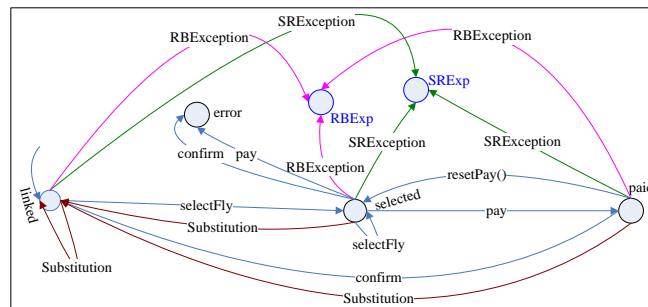 SRException
RBException
RBException
SRExp
RBExp
error
confirm
pay
SRException
SRException
RBException
resetPay()
paid
linked
selectFly
selected
pay
Substitution
selectFly
Substitution
confirm
Substitution